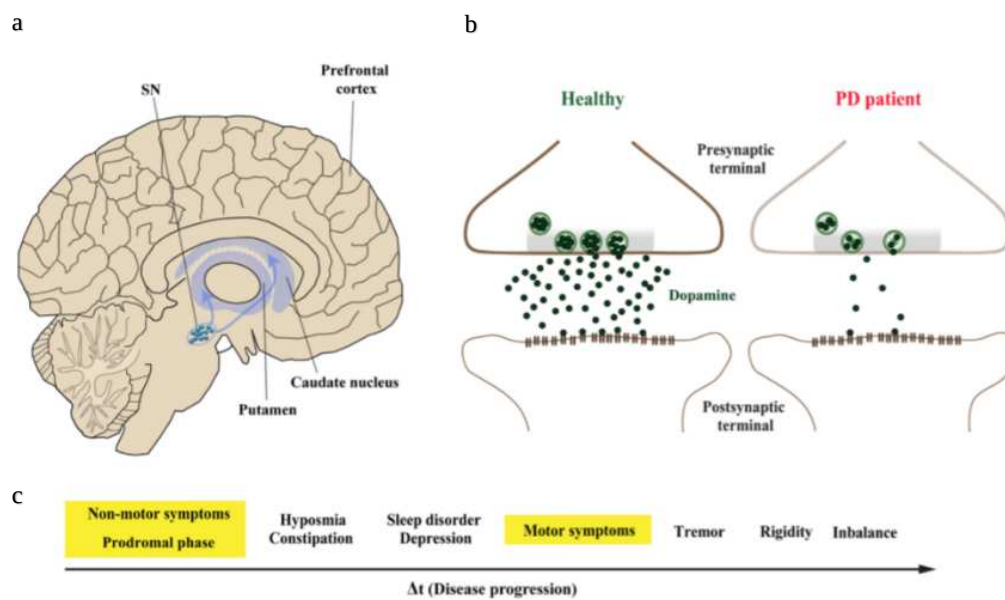 a
SN
Prefrontal
cortex
Caudate nucleus
Putamen
b
Healthy
PD patient
Presynaptic
terminal
Dopamine
Postsynaptic
terminal
c
Non-motor symptoms
Prodromal phase
Hyposmia
Constipation
Sleep disorder
Depression
Motor symptoms
Tremor
Rigidity
Inbalance
Δt (Disease progression)